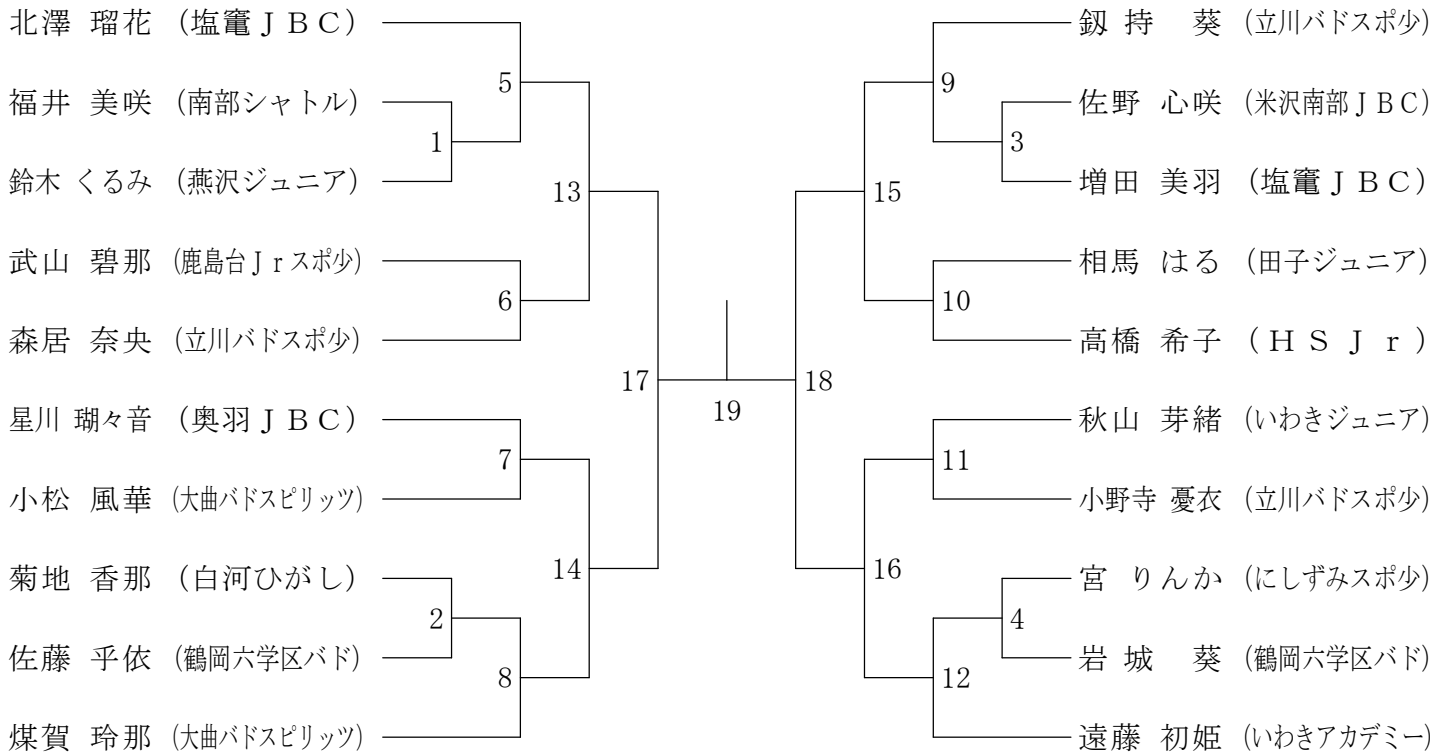 北澤 瑠花 (塩竈ＪＢＣ)
5
福井 美咲 (南部シャトル)
1
鈴木 くるみ (燕沢ジュニア)
13
武山 碧那 (鹿島台Ｊｒスポ少)
6
森居 奈央 (立川バドスポ少)
17
星川 瑚々音 (奥羽ＪＢＣ)
7
小松 風華 (大曲バドスピリッツ)
14
菊地 香那 (白河ひがし)
2
佐藤 乎依 (鶴岡六学区バド)
8
煤賀 玲那 (大曲バドスピリッツ)
19
釼持 葵 (立川バドスポ少)
9
佐野 心咲 (米沢南部ＪＢＣ)
3
増田 美羽 (塩竈ＪＢＣ)
15
相馬 はる (田子ジュニア)
10
高橋 希子 (ＨＳＪｒ)
18
秋山 芽緒 (いわきジュニア)
11
小野寺 憂衣 (立川バドスポ少)
16
宮 りんか (にしずみスポ少)
4
岩城 葵 (鶴岡六学区バド)
12
遠藤 初姫 (いわきアカデミー)